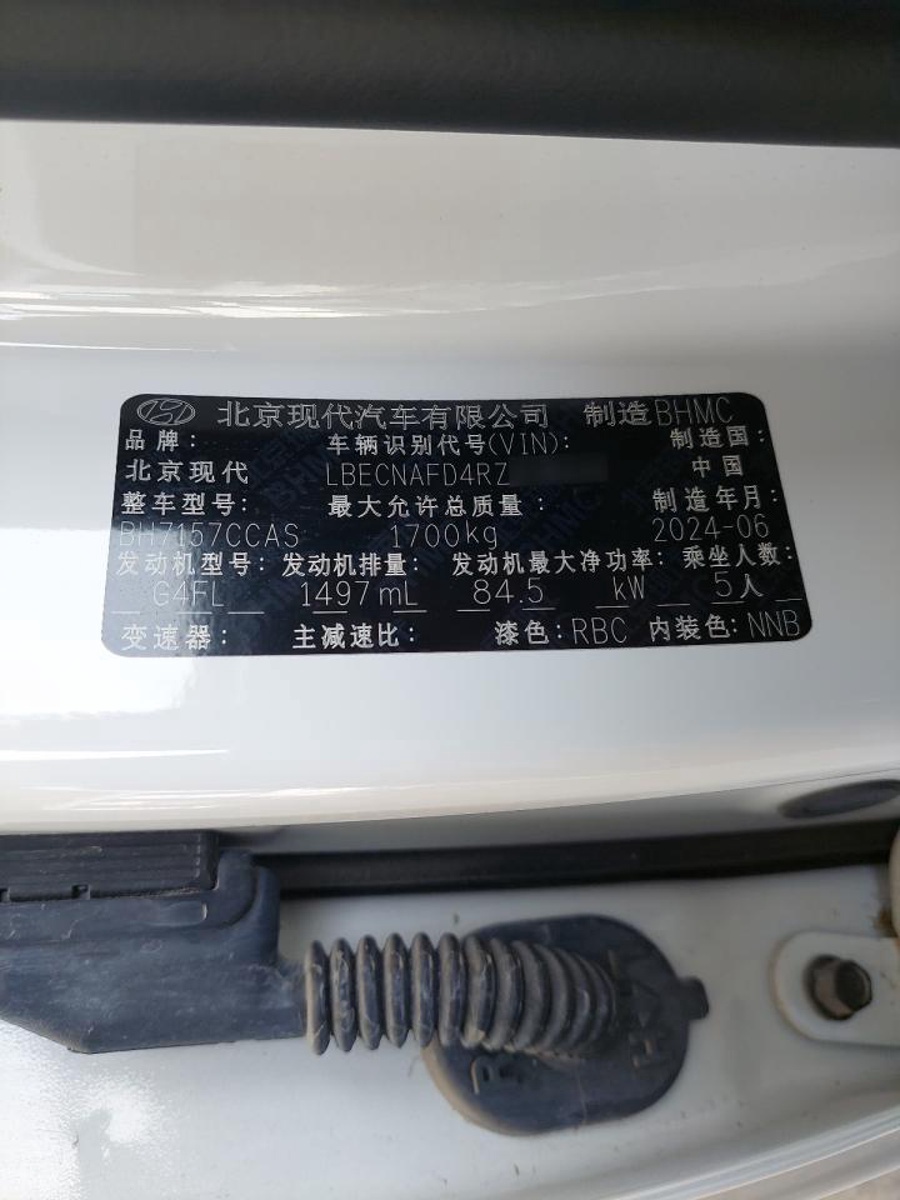 北京现代汽车有限公司 制造BHMC
品牌: 车辆识别代号(VIN): 制造国:
北京现代 LBECNAFD4RZ 中国
整车型号: 最大允许总质量: 制造年月:
BH7157CCAS 1700kg 2024-06
发动机型号: 发动机排量: 发动机最大净功率: 乘坐人数:
G4FL 1497mL 84.5 kW 5人
变速器: 主减速比: 漆色:RBC 内装色:NNB